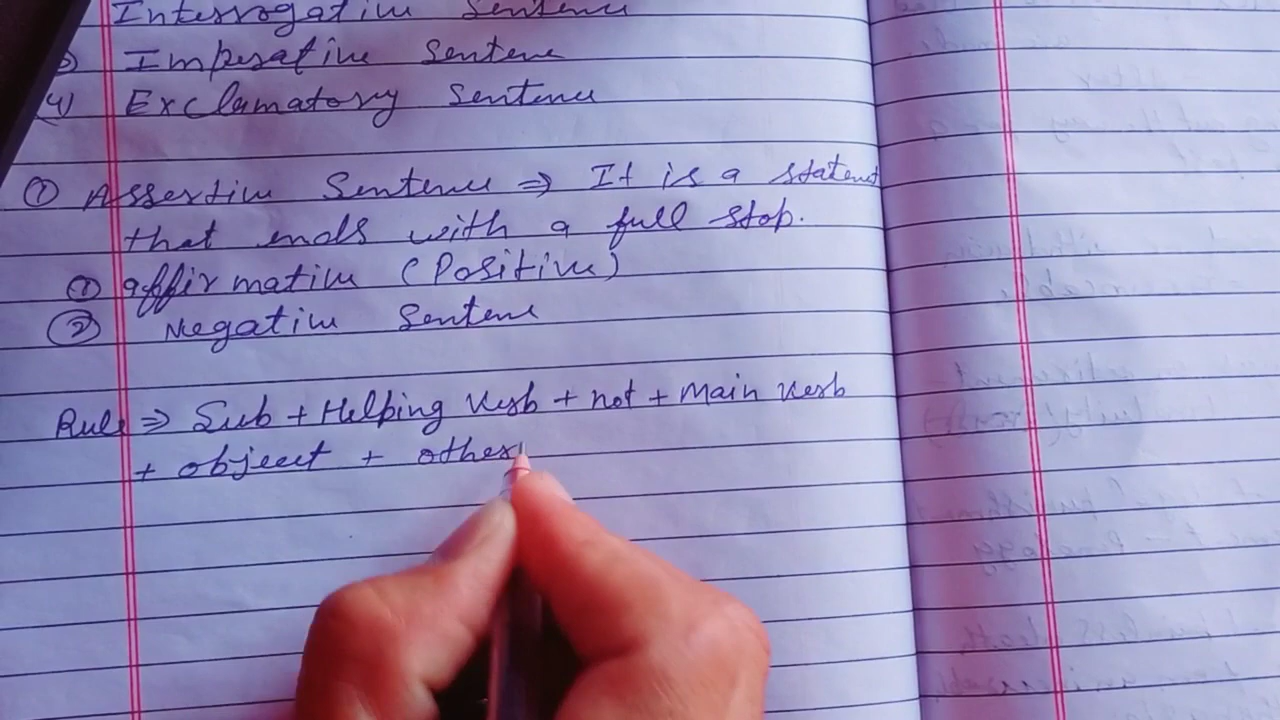 Interrogative Sentence
3) Imperative Sentence
(4) Exclamatory Sentence
① Assertive Sentence ⇒ It is a statement
that ends with a full stop.
① affirmative (Positive)
② Negative Sentence
Rule ⇒ Sub + Helping Verb + not + Main Verb
+ object + other